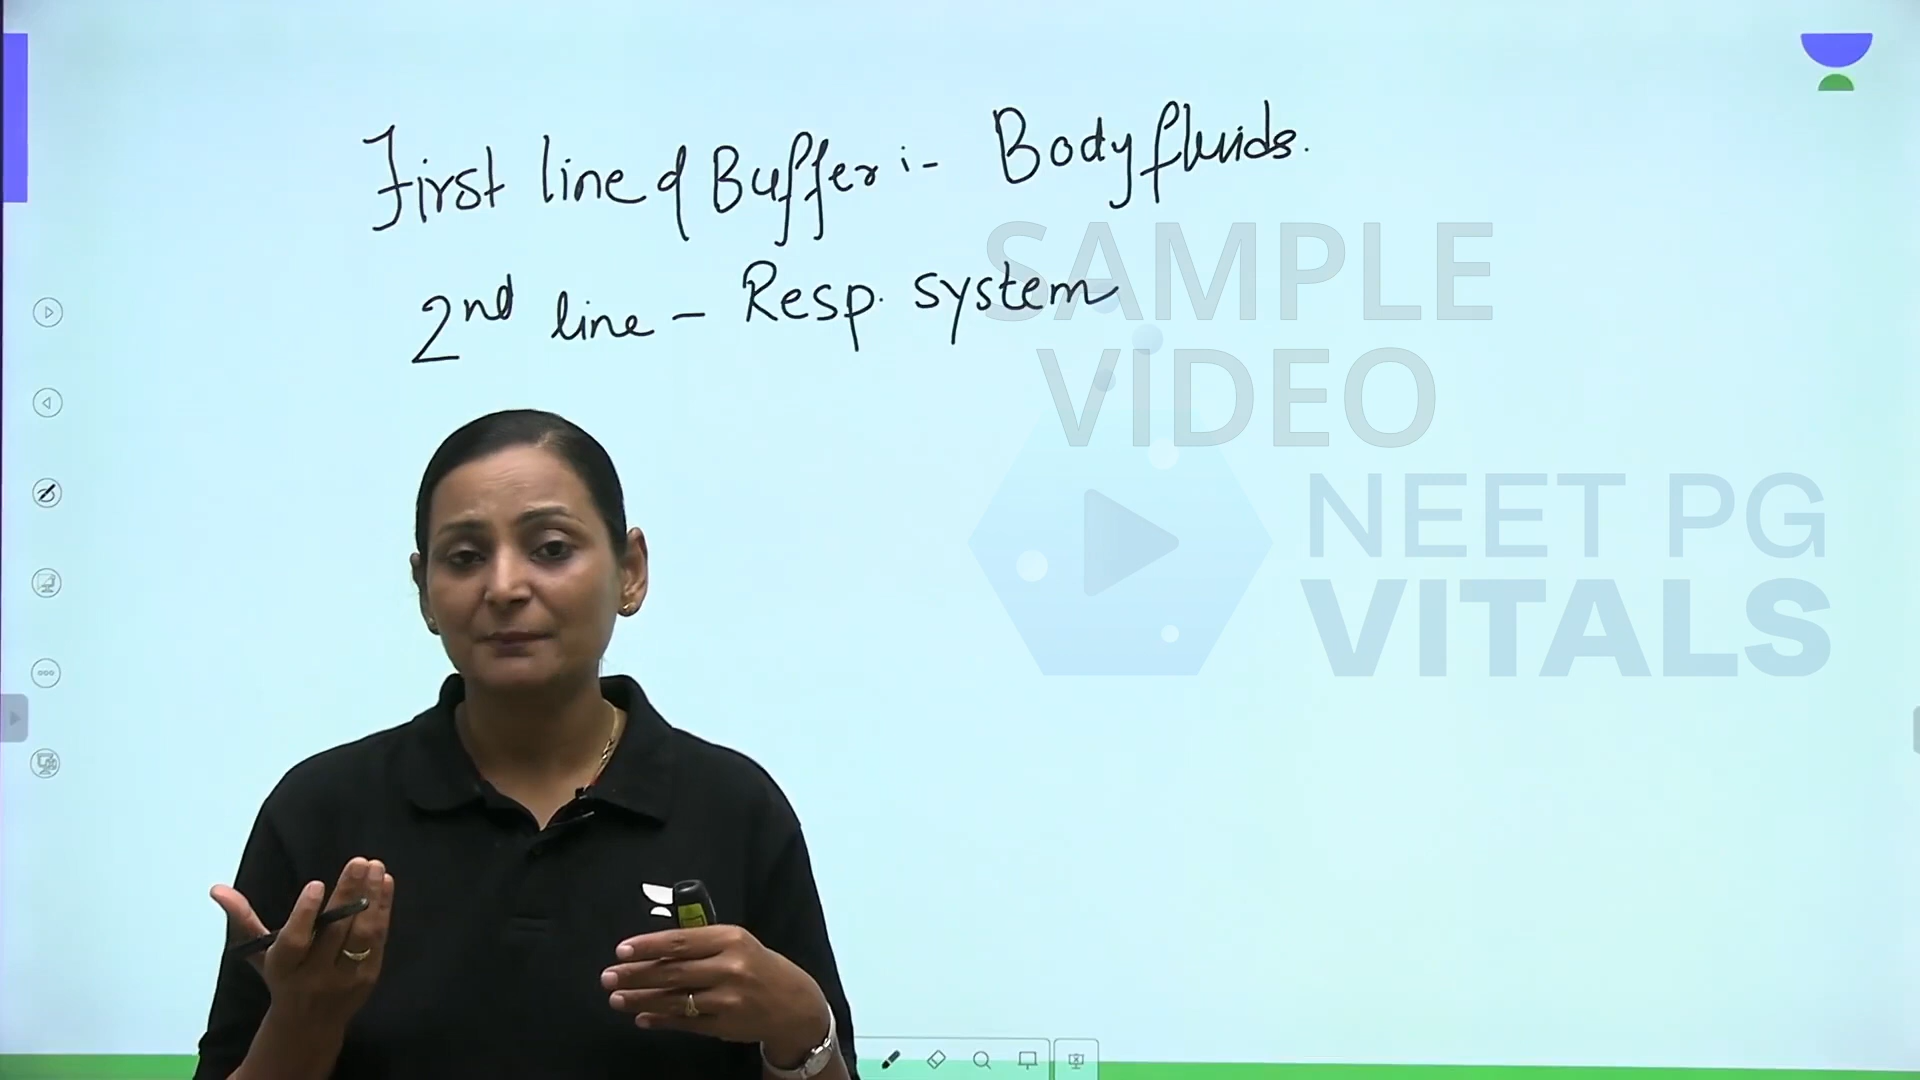 First line of Buffer :- Body fluids.
2nd line - Resp. system
SAMPLE
VIDEO
NEET PG
VITALS